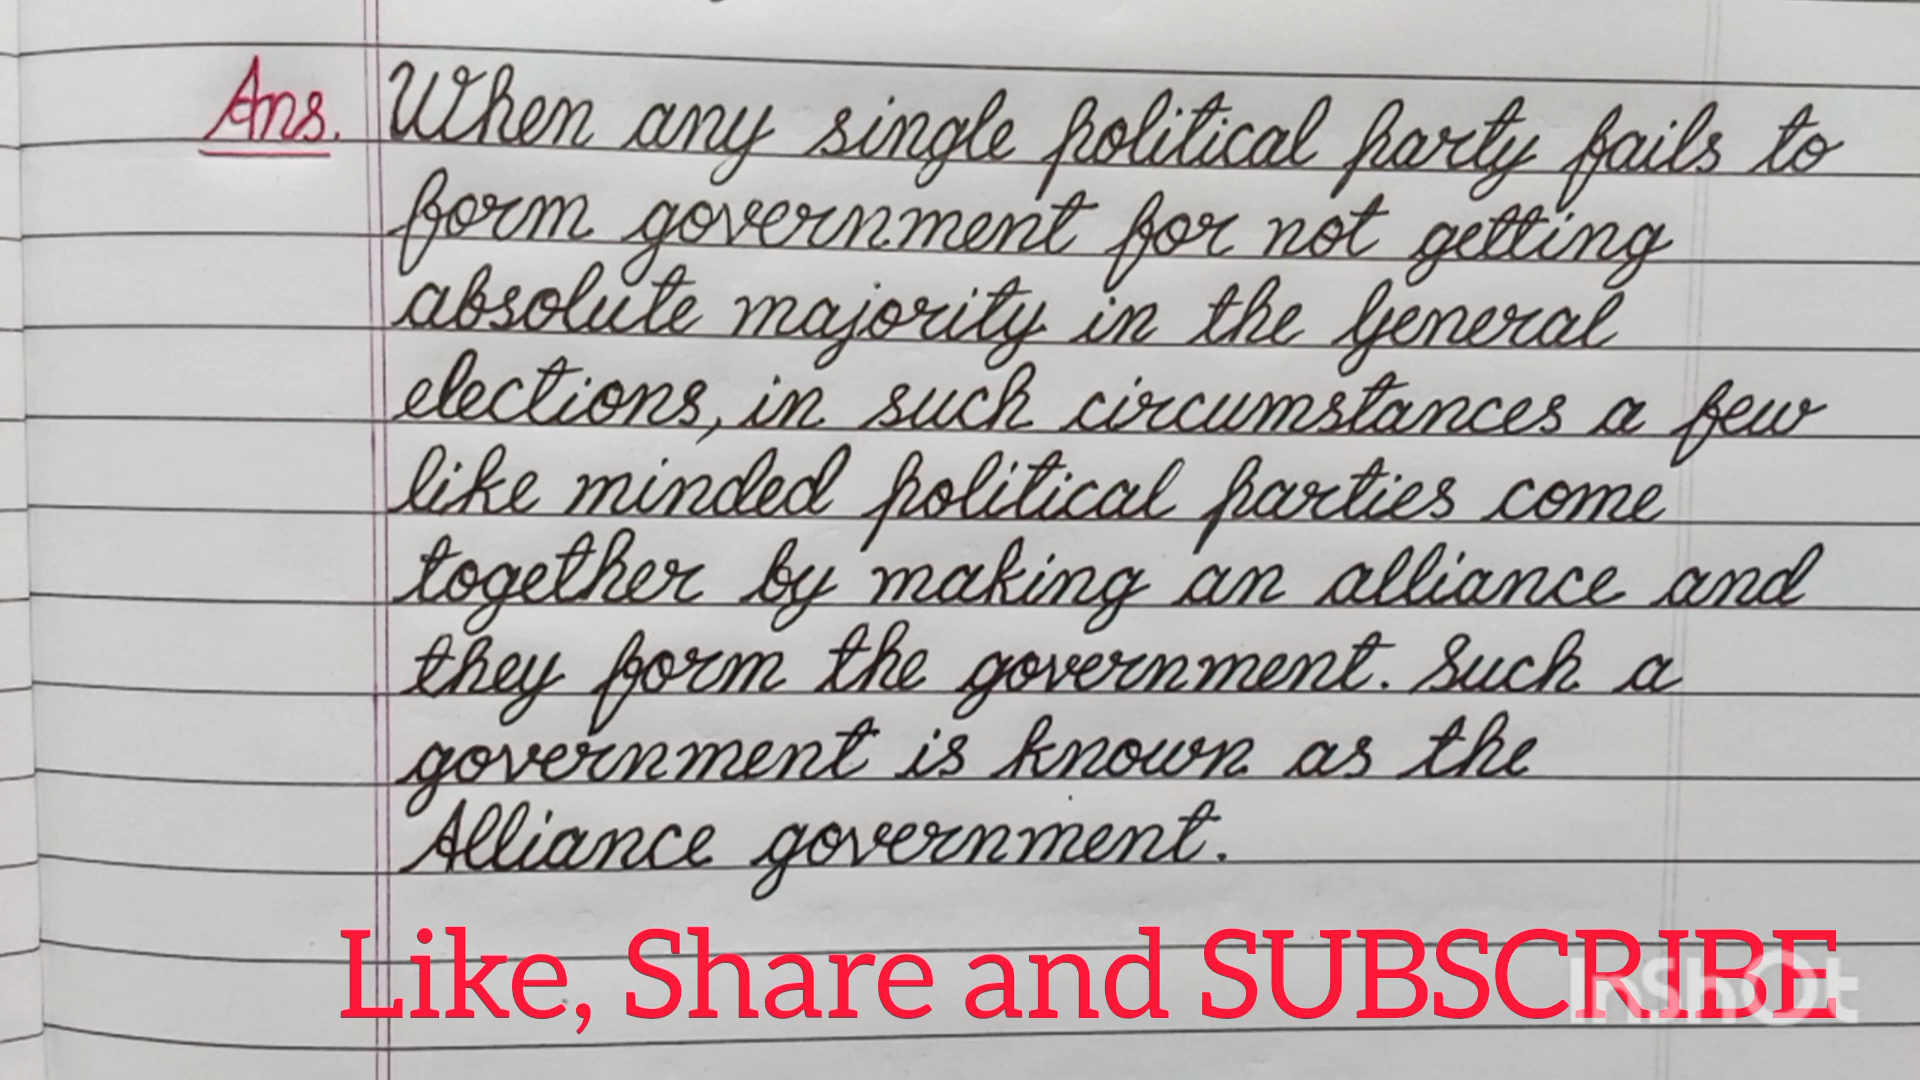 Ans. When any single political party fails to
form government for not getting
absolute majority in the General
elections, in such circumstances a few
like minded political parties come
together by making an alliance and
they form the government. Such a
government is known as the
Alliance government.
Like, Share and SUBSCRIBE
InShOt